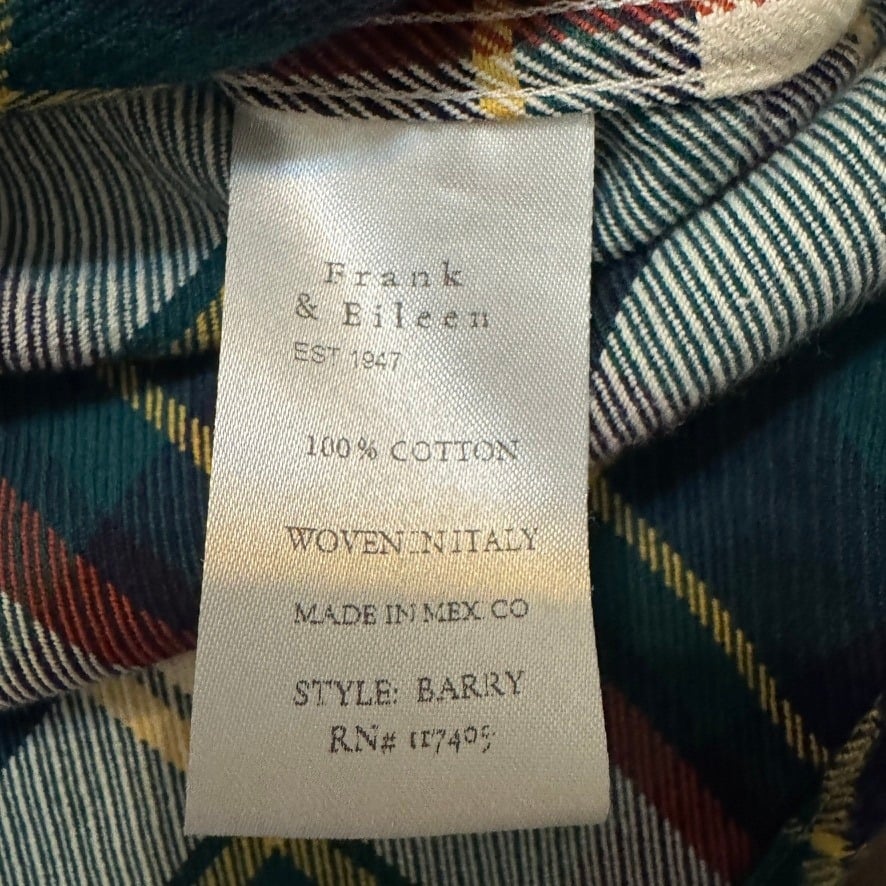 Frank
& Eileen
EST 1947
100% COTTON
WOVEN IN ITALY
MADE IN MEXICO
STYLE: BARRY
RN# 117405